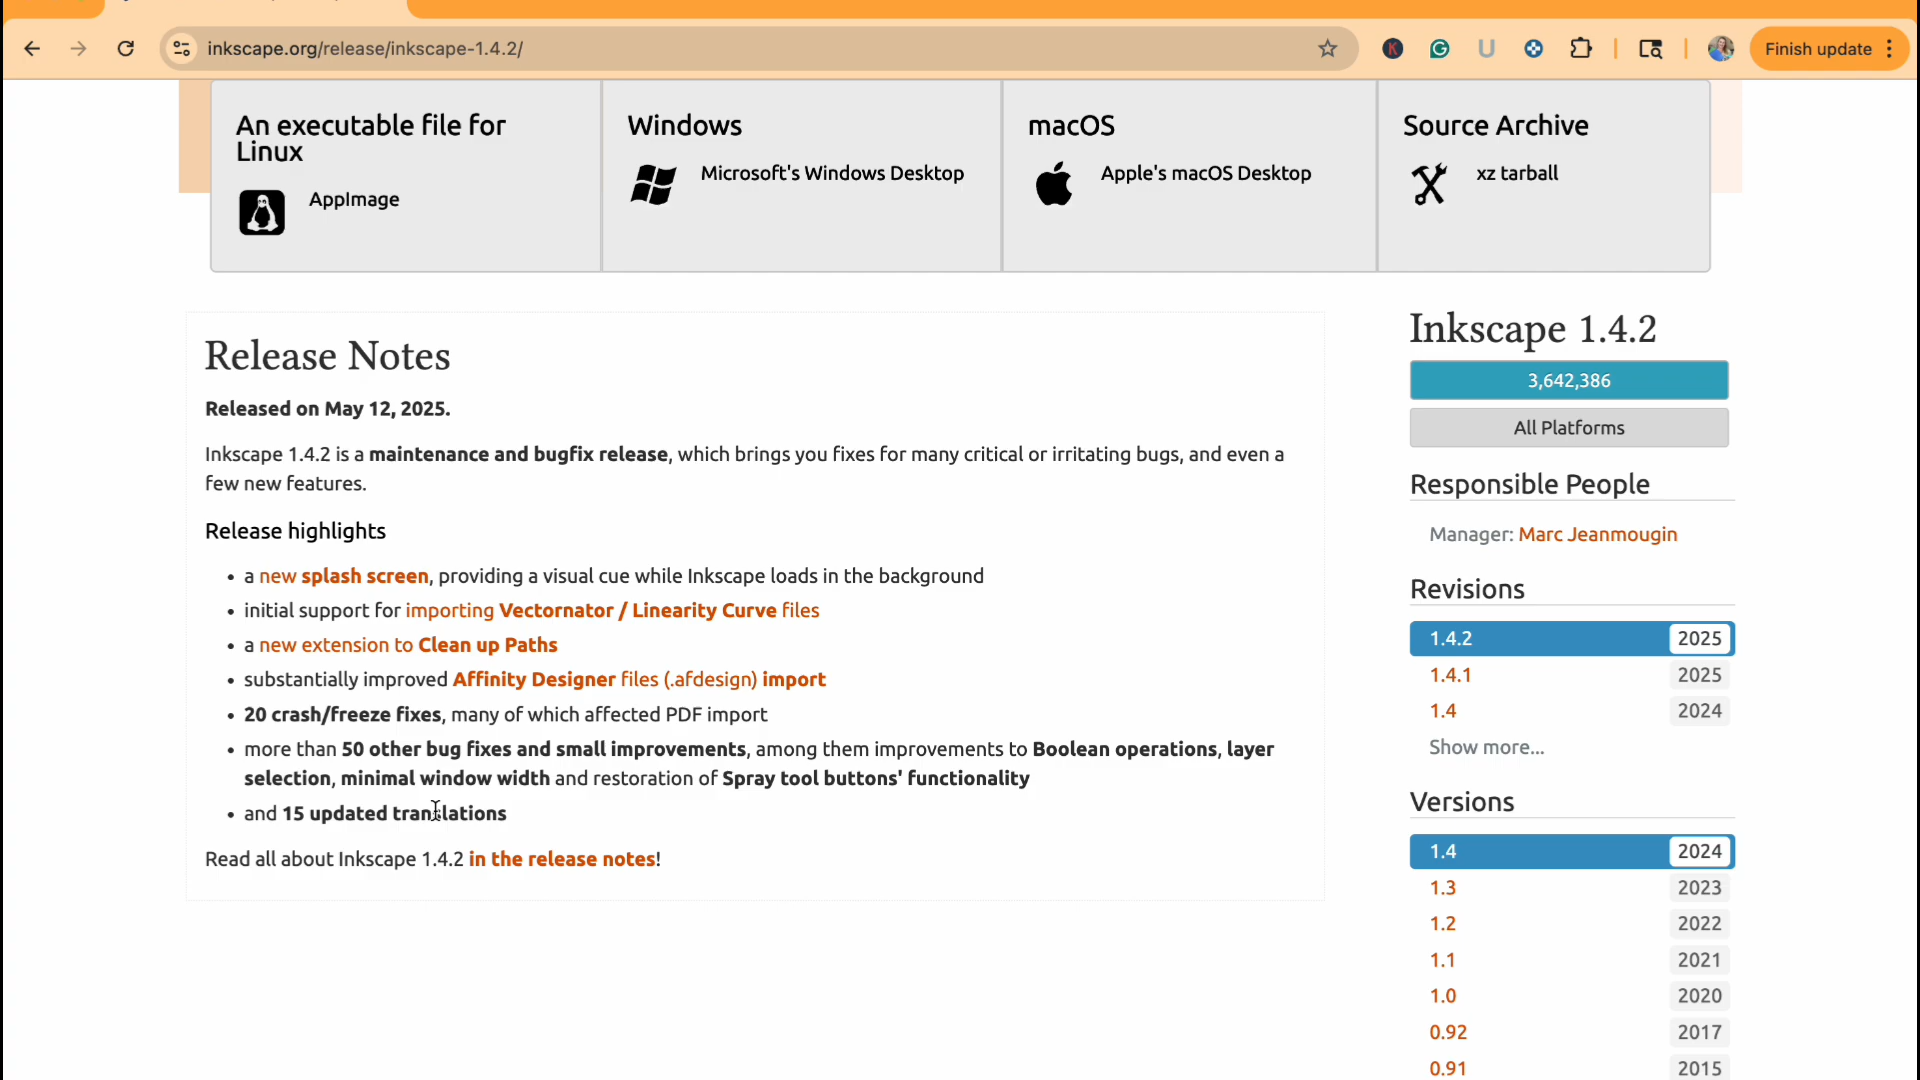 inkscape.org/release/inkscape-1.4.2/
Finish update
An executable file for
Linux
AppImage
Windows
Microsoft's Windows Desktop
macOS
Apple's macOS Desktop
Source Archive
xz tarball
Release Notes
Released on May 12, 2025.
Inkscape 1.4.2 is a maintenance and bugfix release, which brings you fixes for many critical or irritating bugs, and even a
few new features.
Release highlights
• a new splash screen, providing a visual cue while Inkscape loads in the background
• initial support for importing Vectornator / Linearity Curve files
• a new extension to Clean up Paths
• substantially improved Affinity Designer files (.afdesign) import
• 20 crash/freeze fixes, many of which affected PDF import
• more than 50 other bug fixes and small improvements, among them improvements to Boolean operations, layer
selection, minimal window width and restoration of Spray tool buttons' functionality
• and 15 updated translations
Read all about Inkscape 1.4.2 in the release notes!
Inkscape 1.4.2
3,642,386
All Platforms
Responsible People
Manager: Marc Jeanmougin
Revisions
1.4.2 2025
1.4.1 2025
1.4 2024
Show more...
Versions
1.4 2024
1.3 2023
1.2 2022
1.1 2021
1.0 2020
0.92 2017
0.91 2015